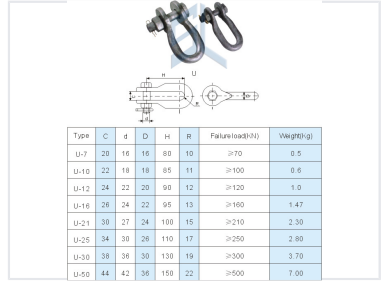 U
H
C
R
D
d
Type C d D H R Failure load(KN) Weight(Kg)
U-7 20 16 16 80 10 ≥70 0.5
U-10 22 18 18 85 11 ≥100 0.6
U-12 24 22 20 90 12 ≥120 1.0
U-16 26 24 22 95 13 ≥160 1.47
U-21 30 27 24 100 15 ≥210 2.30
U-25 34 30 26 110 17 ≥250 2.80
U-30 38 36 30 130 19 ≥300 3.70
U-50 44 42 36 150 22 ≥500 7.00